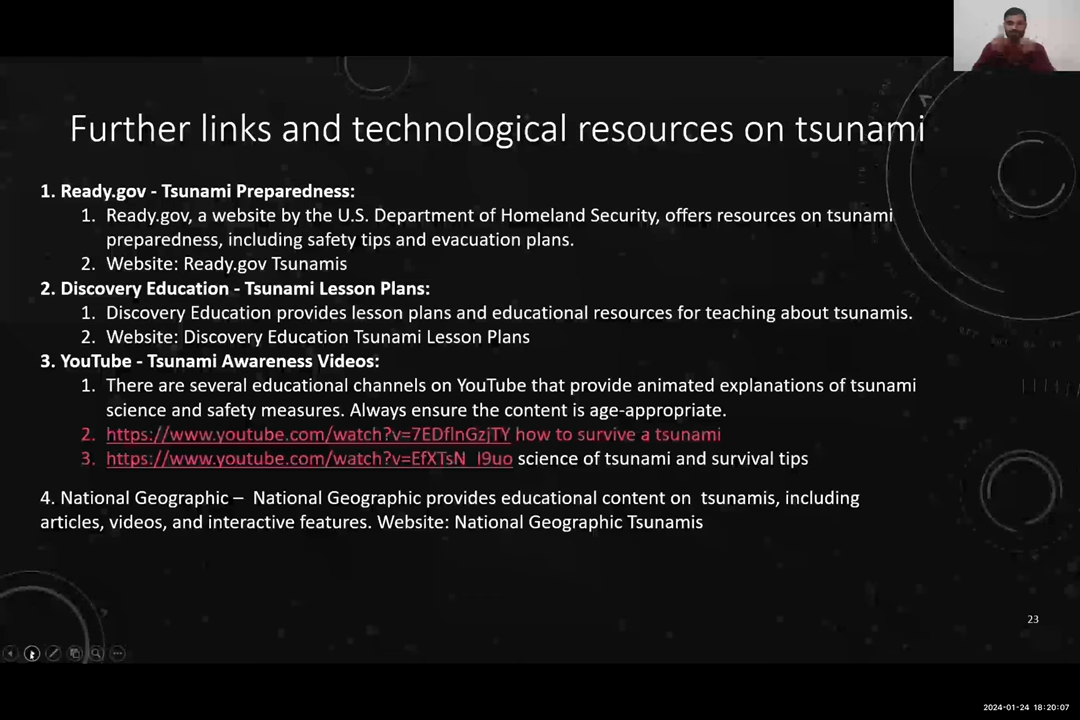 Further links and technological resources on tsunami
1. Ready.gov - Tsunami Preparedness:
1. Ready.gov, a website by the U.S. Department of Homeland Security, offers resources on tsunami
preparedness, including safety tips and evacuation plans.
2. Website: Ready.gov Tsunamis
2. Discovery Education - Tsunami Lesson Plans:
1. Discovery Education provides lesson plans and educational resources for teaching about tsunamis.
2. Website: Discovery Education Tsunami Lesson Plans
3. YouTube - Tsunami Awareness Videos:
1. There are several educational channels on YouTube that provide animated explanations of tsunami
science and safety measures. Always ensure the content is age-appropriate.
2. https://www.youtube.com/watch?v=7EDflnGzjTY how to survive a tsunami
3. https://www.youtube.com/watch?v=EfXTsN_I9uo science of tsunami and survival tips
4. National Geographic – National Geographic provides educational content on tsunamis, including
articles, videos, and interactive features. Website: National Geographic Tsunamis
23
2024-01-24 18:20:07